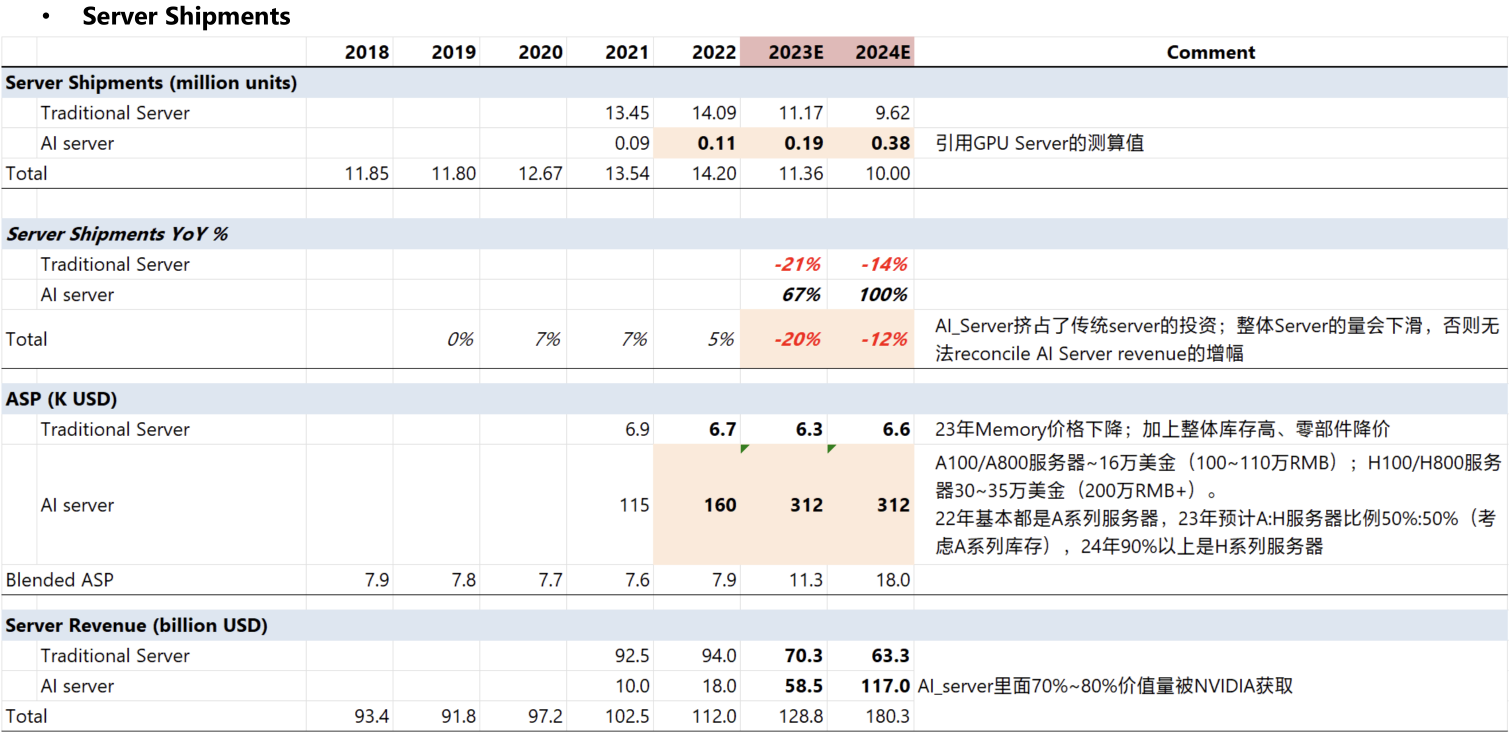 • Server Shipments
2018 2019 2020 2021 2022 2023E 2024E Comment
Server Shipments (million units)
Traditional Server 13.45 14.09 11.17 9.62
AI server 0.09 0.11 0.19 0.38 引用GPU Server的测算值
Total 11.85 11.80 12.67 13.54 14.20 11.36 10.00
Server Shipments YoY %
Traditional Server -21% -14%
AI server 67% 100%
Total 0% 7% 7% 5% -20% -12% AI_Server挤占了传统server的投资；整体Server的量会下滑，否则无
法reconcile AI Server revenue的增幅
ASP (K USD)
Traditional Server 6.9 6.7 6.3 6.6 23年Memory价格下降；加上整体库存高、零部件降价
AI server 115 160 312 312 A100/A800服务器~16万美金（100~110万RMB）；H100/H800服务
器30~35万美金（200万RMB+）。
22年基本都是A系列服务器，23年预计A:H服务器比例50%:50%（考
虑A系列库存），24年90%以上是H系列服务器
Blended ASP 7.9 7.8 7.7 7.6 7.9 11.3 18.0
Server Revenue (billion USD)
Traditional Server 92.5 94.0 70.3 63.3
AI server 10.0 18.0 58.5 117.0 AI_server里面70%~80%价值量被NVIDIA获取
Total 93.4 91.8 97.2 102.5 112.0 128.8 180.3